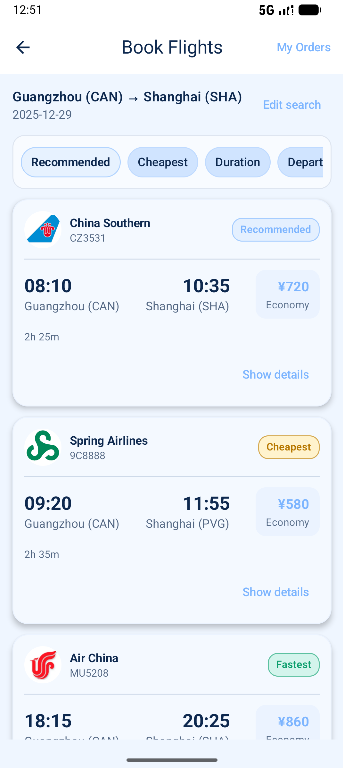 12:51
5G
Book Flights
My Orders
Guangzhou (CAN) → Shanghai (SHA)
2025-12-29
Edit search
Recommended
Cheapest
Duration
Depart
China Southern
CZ3531
Recommended
08:10
10:35
¥720
Guangzhou (CAN)
Shanghai (SHA)
Economy
2h 25m
Show details
Spring Airlines
9C8888
Cheapest
09:20
11:55
¥580
Guangzhou (CAN)
Shanghai (PVG)
Economy
2h 35m
Show details
Air China
MU5208
Fastest
18:15
20:25
¥860